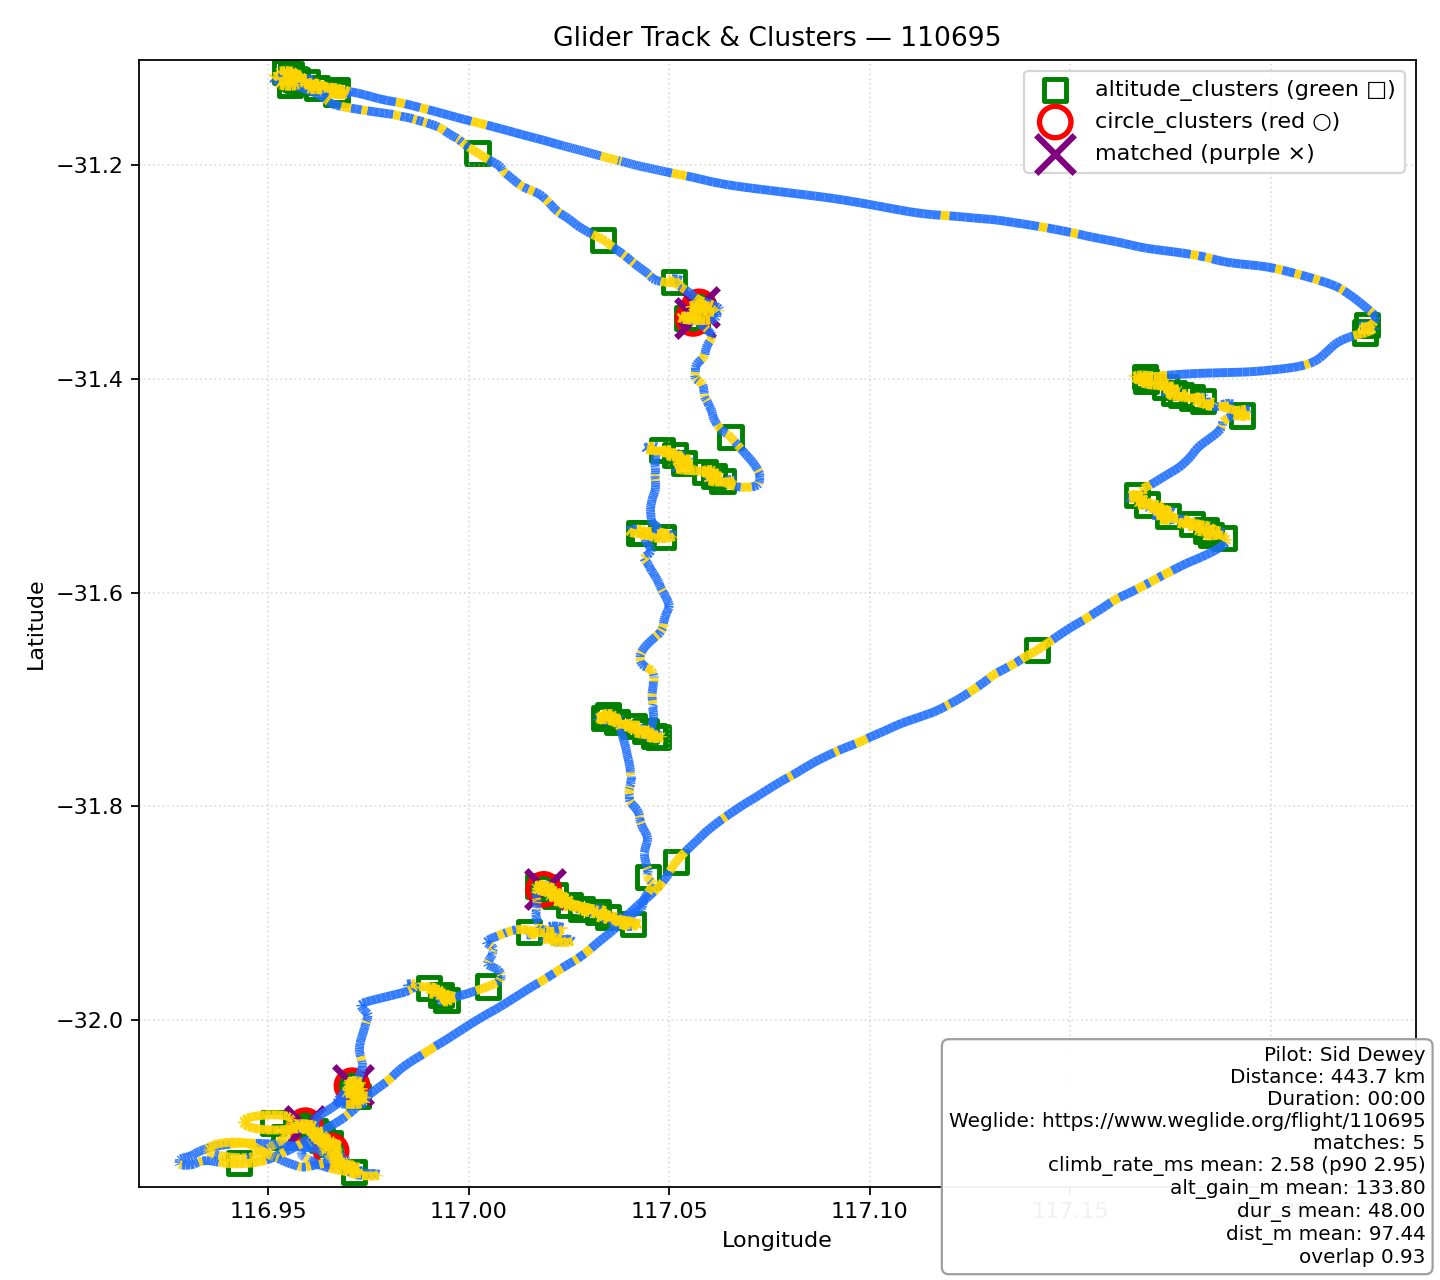 Glider Track & Clusters — 110695
altitude_clusters (green □)
circle_clusters (red ○)
matched (purple ×)
−31.2
−31.4
−31.6
−31.8
−32.0
Latitude
116.95 117.00 117.05 117.10 117.15
Longitude
Pilot: Sid Dewey
Distance: 443.7 km
Duration: 00:00
Weglide: https://www.weglide.org/flight/110695
matches: 5
climb_rate_ms mean: 2.58 (p90 2.95)
alt_gain_m mean: 133.80
dur_s mean: 48.00
dist_m mean: 97.44
overlap 0.93